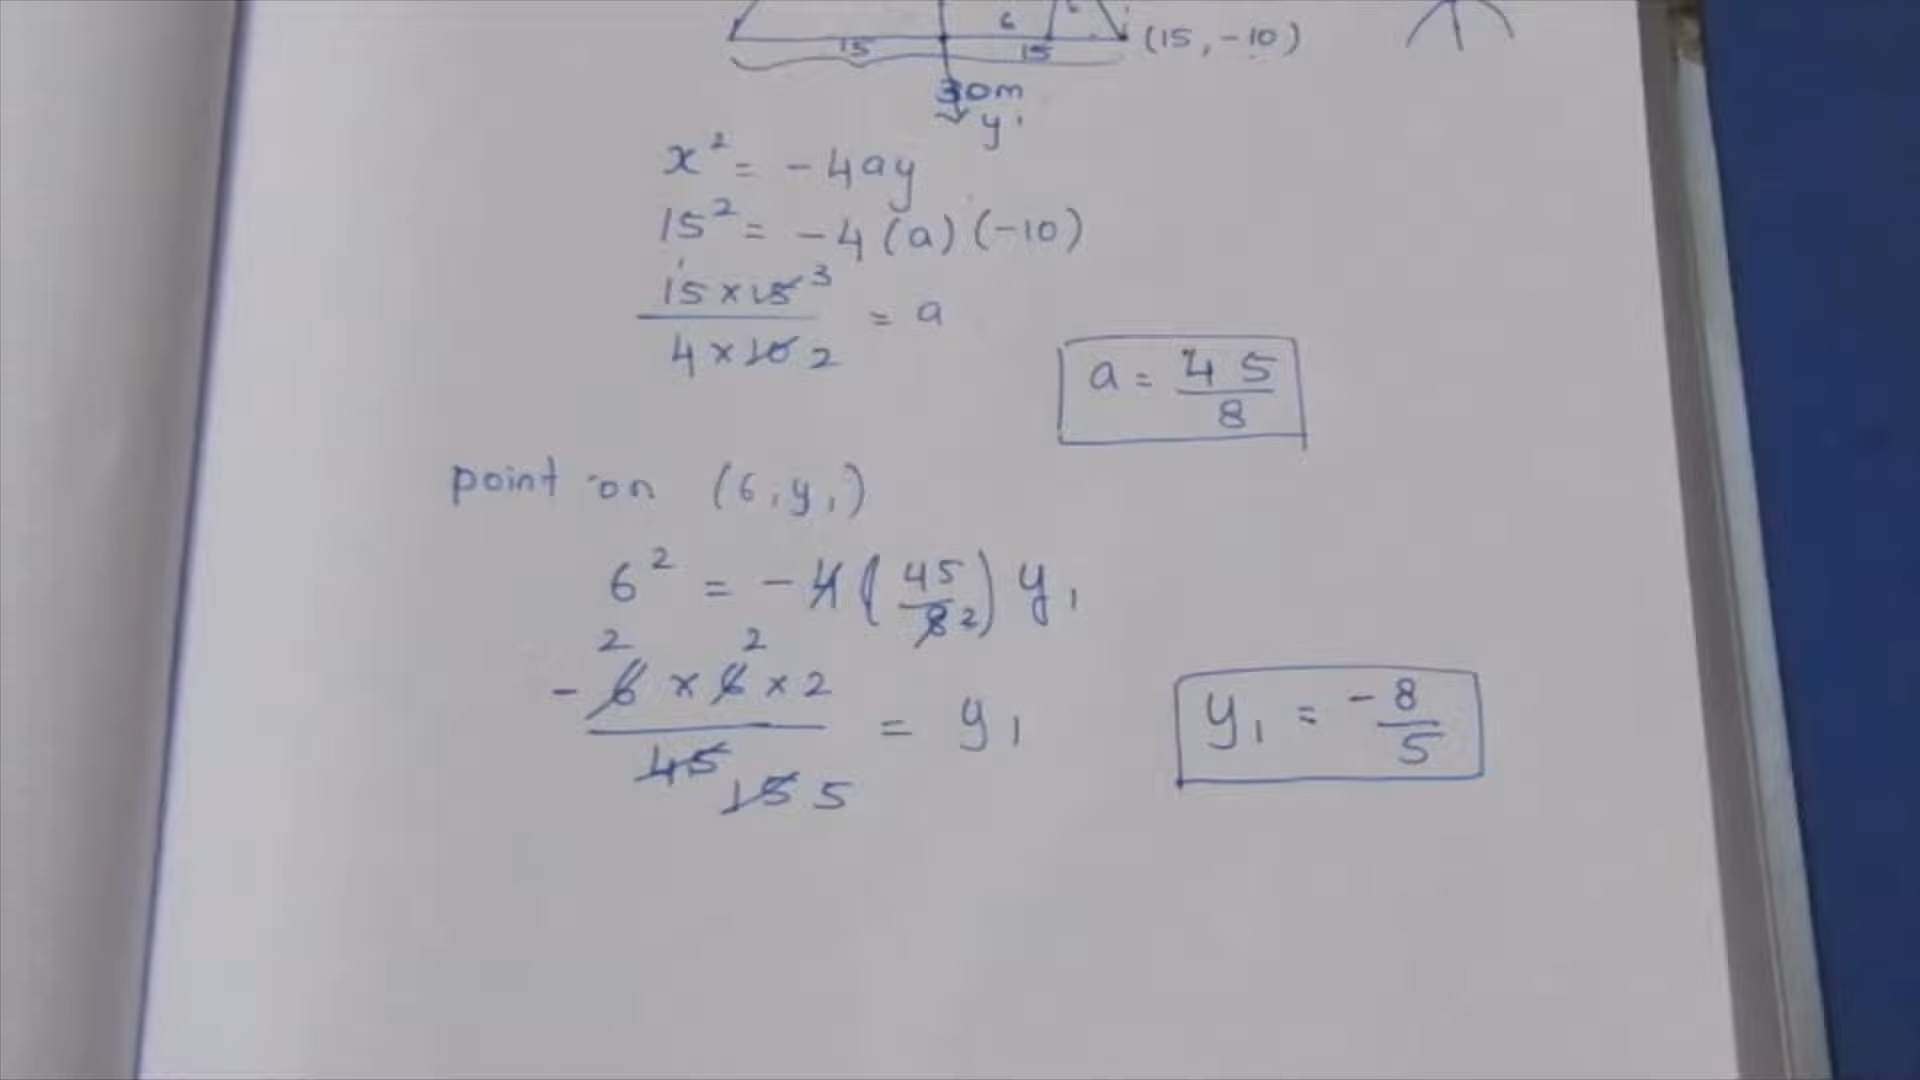 6
15 15 (15, -10)
30m
y'
x² = -4ay
15² = -4(a)(-10)
15 × 15 3
4 × 10 2 = a
a = 45/8
point on (6, y₁)
6² = -4(45/8 2) y₁
2 2
-6 × 6 × 2
45 15 5 = y₁
y₁ = -8/5